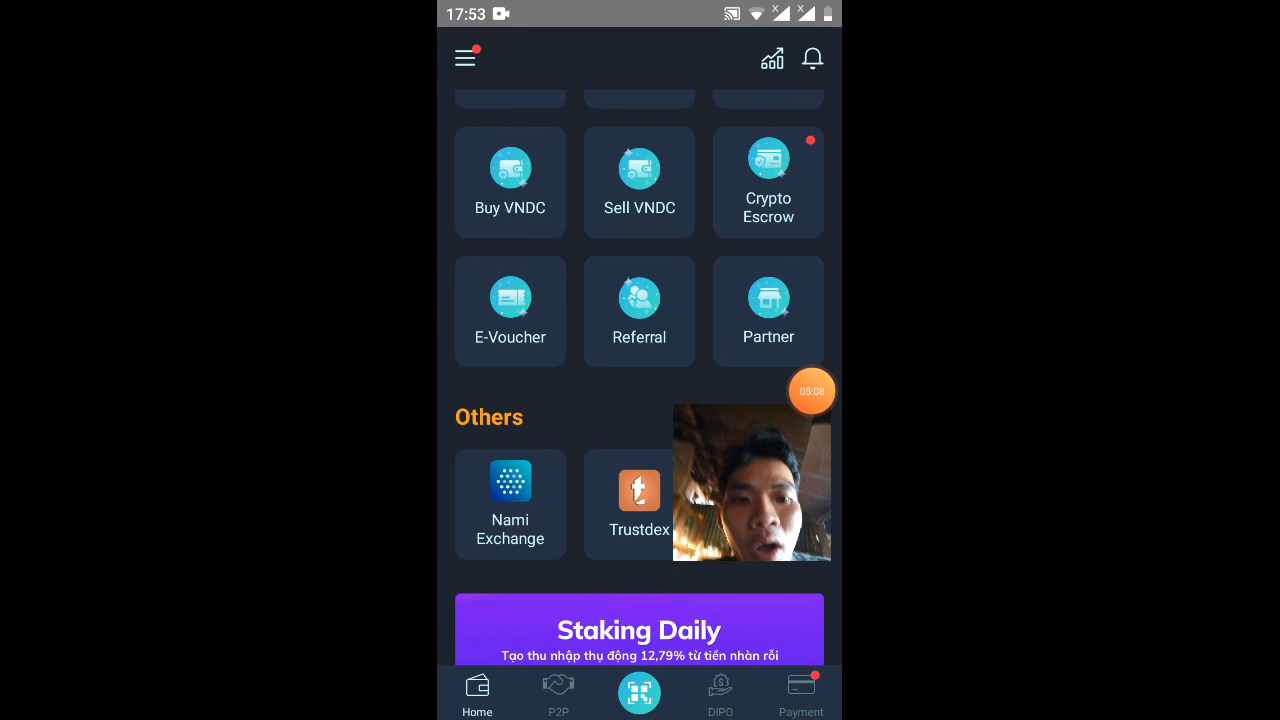 17:53
Buy VNDC
Sell VNDC
Crypto
Escrow
E-Voucher
Referral
Partner
05:08
Others
Nami
Exchange
t
Trustdex
Staking Daily
Tạo thu nhập thụ động 12,79% từ tiền nhàn rỗi
Home
P2P
DIPO
Payment